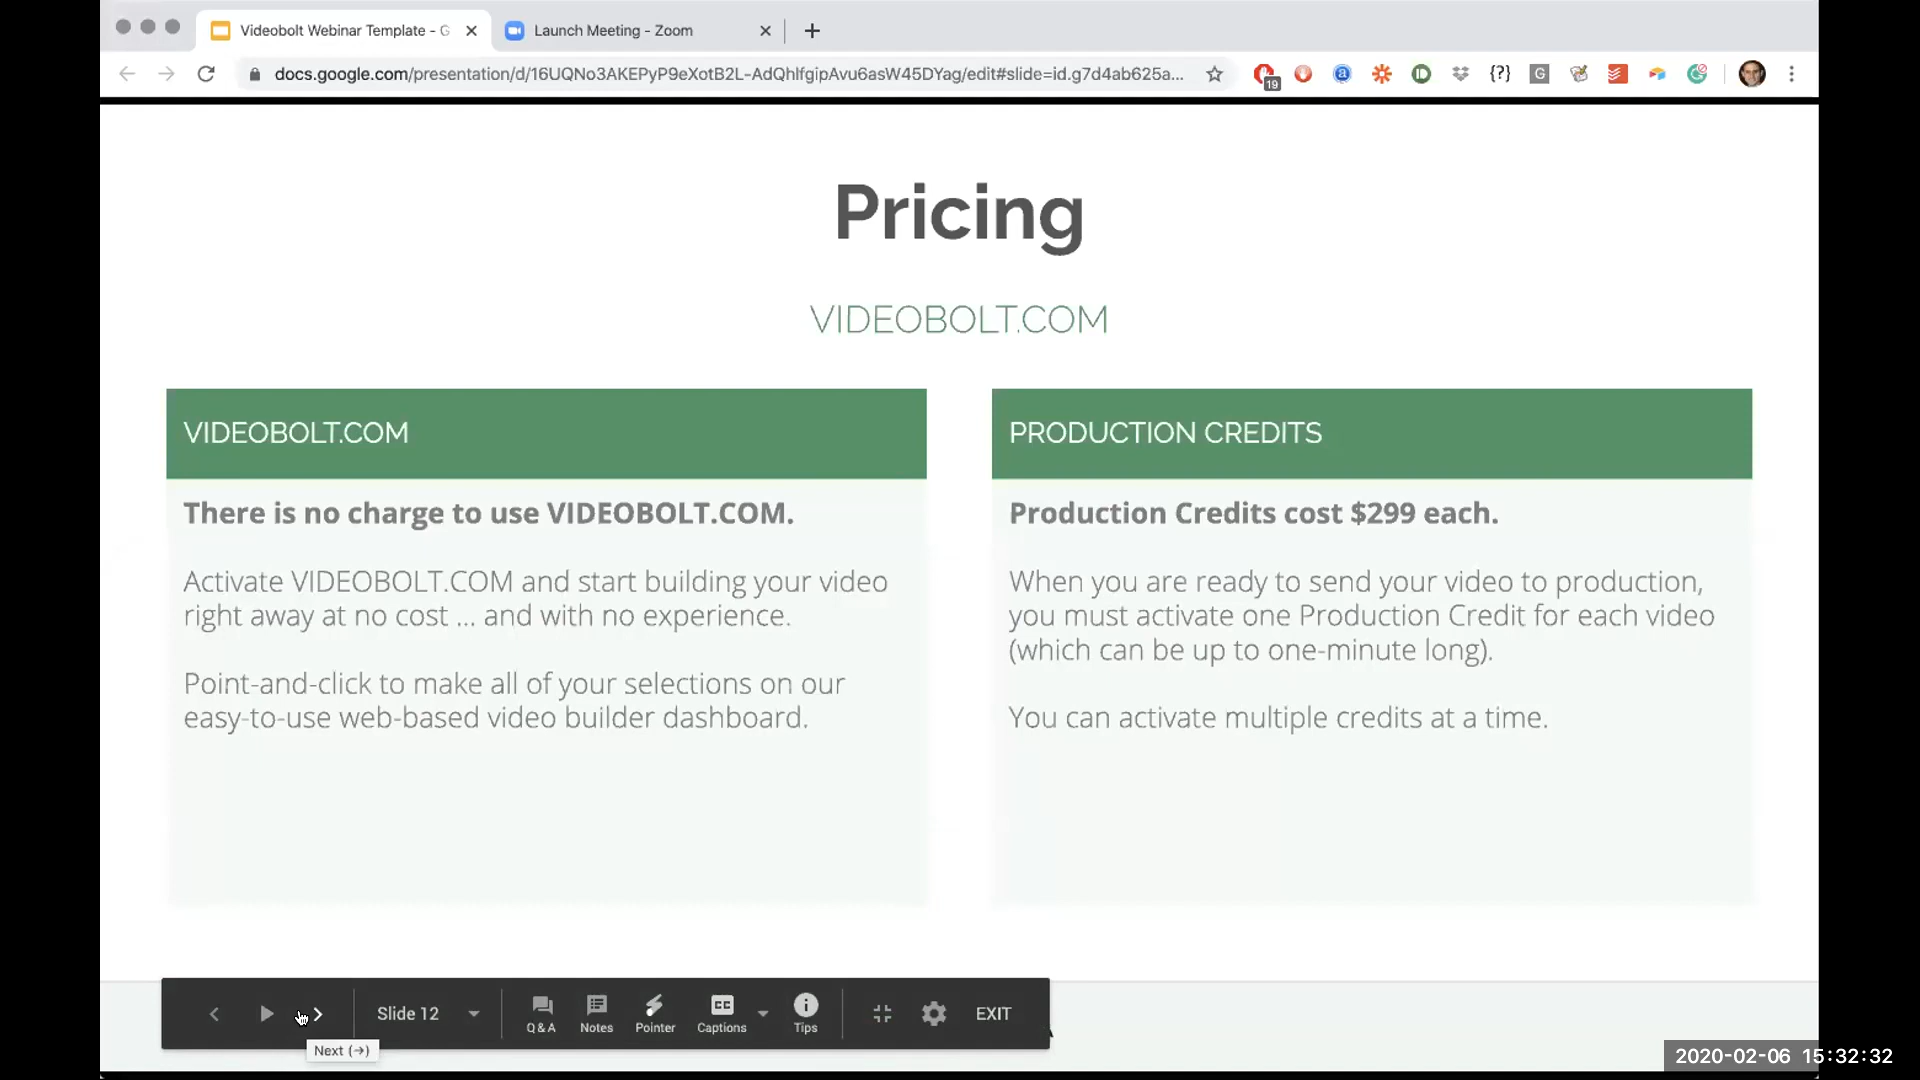 Videobolt Webinar Template - G
Launch Meeting - Zoom
docs.google.com/presentation/d/16UQNo3AKEPyP9eXotB2L-AdQhlfgipAvu6asW45DYag/edit#slide=id.g7d4ab625a...
19
{?}
G
Pricing
VIDEOBOLT.COM
VIDEOBOLT.COM
There is no charge to use VIDEOBOLT.COM.
Activate VIDEOBOLT.COM and start building your video
right away at no cost ... and with no experience.
Point-and-click to make all of your selections on our
easy-to-use web-based video builder dashboard.
PRODUCTION CREDITS
Production Credits cost $299 each.
When you are ready to send your video to production,
you must activate one Production Credit for each video
(which can be up to one-minute long).
You can activate multiple credits at a time.
Slide 12
Q & A
Notes
Pointer
CC
Captions
Tips
EXIT
Next (→)
2020-02-06 15:32:32